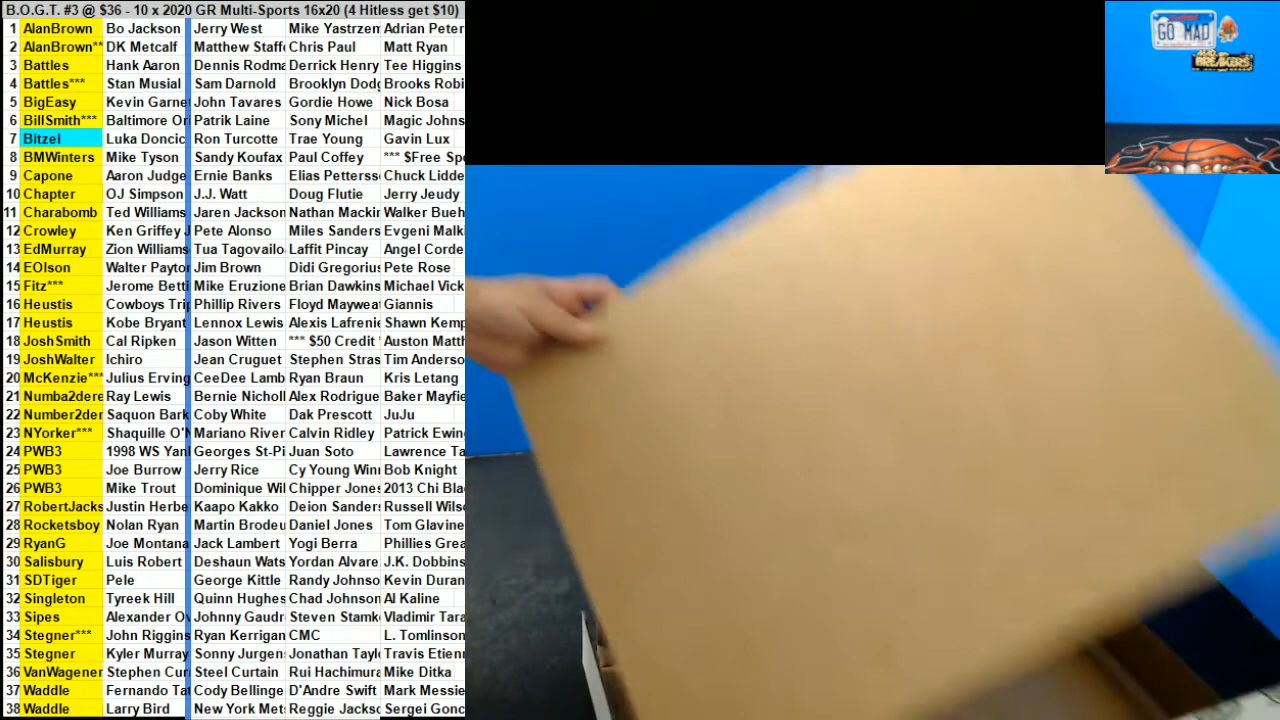 B.O.G.T. #3 @ $36 - 10 x 2020 GR Multi-Sports 16x20 (4 Hitless get $10)
1 AlanBrown Bo Jackson Jerry West Mike Yastrzem Adrian Peter
2 AlanBrown** DK Metcalf Matthew Staff Chris Paul Matt Ryan
3 Battles Hank Aaron Dennis Rodma Derrick Henry Tee Higgins
4 Battles*** Stan Musial Sam Darnold Brooklyn Dodg Brooks Robi
5 BigEasy Kevin Garne John Tavares Gordie Howe Nick Bosa
6 BillSmith*** Baltimore Ori Patrik Laine Sony Michel Magic Johns
7 Bitzel Luka Doncic Ron Turcotte Trae Young Gavin Lux
8 BMWinters Mike Tyson Sandy Koufax Paul Coffey *** $Free Spo
9 Capone Aaron Judge Ernie Banks Elias Petterss Chuck Lidde
10 Chapter OJ Simpson J.J. Watt Doug Flutie Jerry Jeudy
11 Charabomb Ted Williams Jaren Jackson Nathan Mackin Walker Bueh
12 Crowley Ken Griffey J Pete Alonso Miles Sanders Evgeni Malki
13 EdMurray Zion Williams Tua Tagovailo Laffit Pincay Angel Corde
14 EOlson Walter Payto Jim Brown Didi Gregoriu Pete Rose
15 Fitz*** Jerome Betti Mike Eruzione Brian Dawkins Michael Vick
16 Heustis Cowboys Trip Phillip Rivers Floyd Mayweat Giannis
17 Heustis Kobe Bryant Lennox Lewis Alexis Lafrenie Shawn Kemp
18 JoshSmith Cal Ripken Jason Witten *** $50 Credit * Auston Matth
19 JoshWalter Ichiro Jean Cruguet Stephen Stras Tim Anderso
20 McKenzie*** Julius Erving CeeDee Lamb Ryan Braun Kris Letang
21 Numba2dere Ray Lewis Bernie Nicholl Alex Rodrigue Baker Mayfie
22 Number2der Saquon Bark Coby White Dak Prescott JuJu
23 NYorker*** Shaquille O'N Mariano River Calvin Ridley Patrick Ewin
24 PWB3 1998 WS Yan Georges St-Pi Juan Soto Lawrence Ta
25 PWB3 Joe Burrow Jerry Rice Cy Young Win Bob Knight
26 PWB3 Mike Trout Dominique Wil Chipper Jones 2013 Chi Bla
27 RobertJacks Justin Herbe Kaapo Kakko Deion Sander Russell Wils
28 Rocketsboy Nolan Ryan Martin Brodeu Daniel Jones Tom Glavine
29 RyanG Joe Montana Jack Lambert Yogi Berra Phillies Grea
30 Salisbury Luis Robert Deshaun Wats Yordan Alvare J.K. Dobbins
31 SDTiger Pele George Kittle Randy Johnso Kevin Duran
32 Singleton Tyreek Hill Quinn Hughes Chad Johnson Al Kaline
33 Sipes Alexander Ov Johnny Gaudr Steven Stamk Vladimir Tara
34 Stegner*** John Riggins Ryan Kerrigan CMC L. Tomlinson
35 Stegner Kyler Murray Sonny Jurgen Jonathan Tayl Travis Etien
36 VanWagener Stephen Cur Steel Curtain Rui Hachimura Mike Ditka
37 Waddle Fernando Tat Cody Bellinge D'Andre Swift Mark Messie
38 Waddle Larry Bird New York Met Reggie Jackso Sergei Gonc
GO MAD
BREAKERS